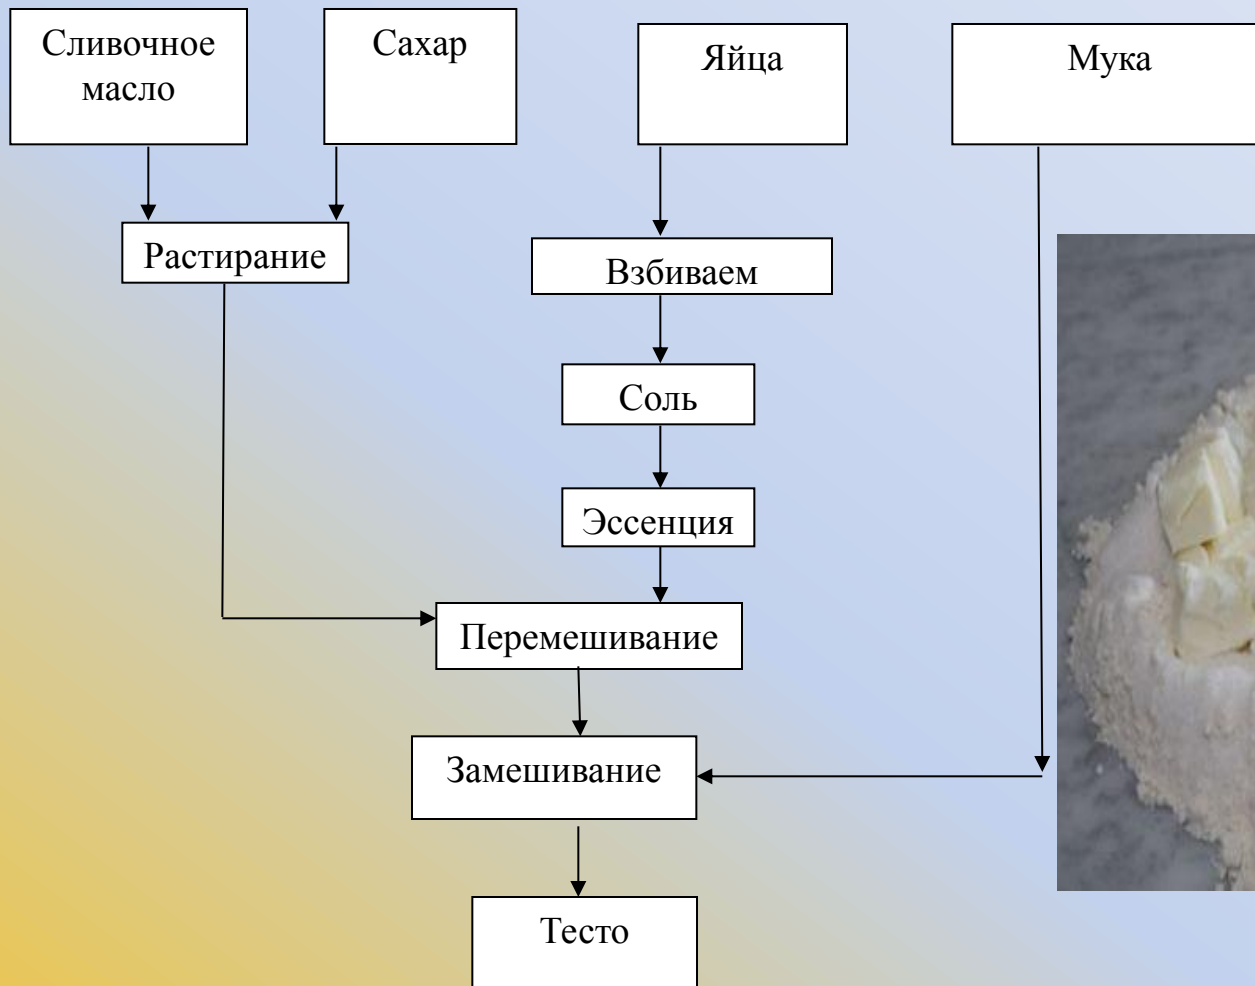 Сливочное
масло
Сахар
Яйца
Мука
Растирание
Взбиваем
Соль
Эссенция
Перемешивание
Замешивание
Тесто